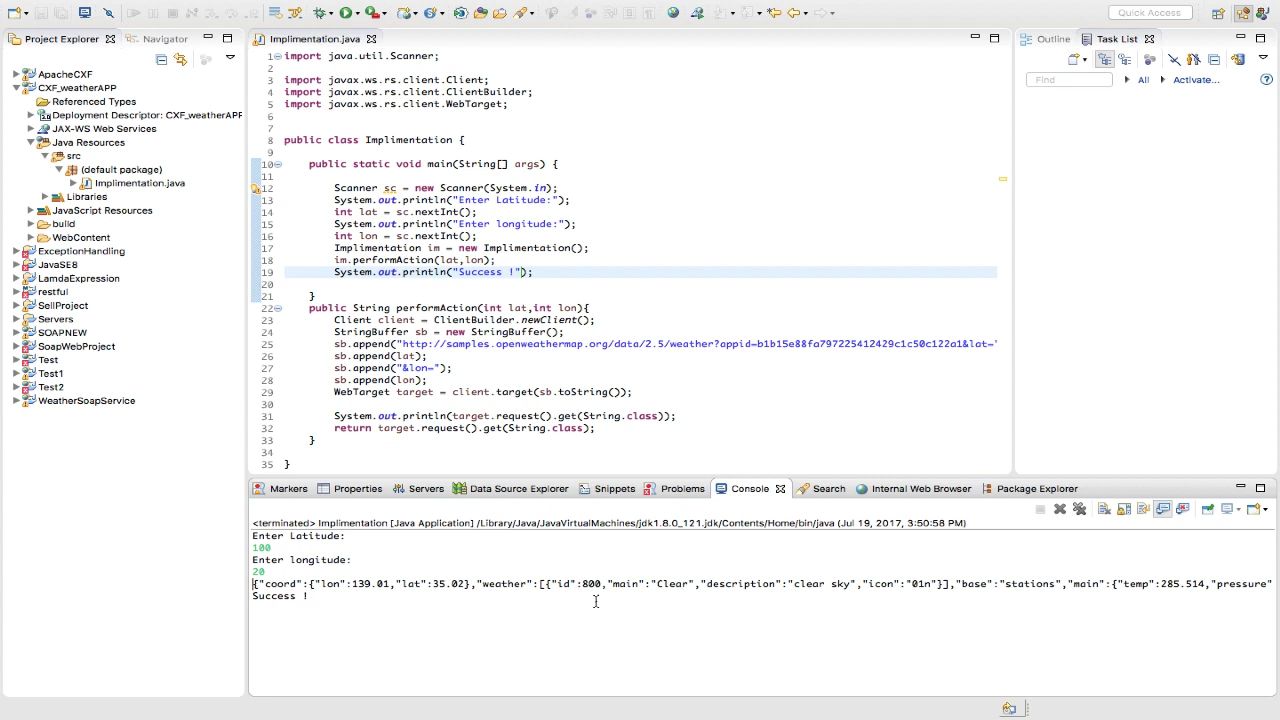 Quick Access
Project Explorer
Navigator
ApacheCXF
CXF_weatherAPP
Referenced Types
Deployment Descriptor: CXF_weatherAPP
JAX-WS Web Services
Java Resources
src
(default package)
Implimentation.java
Libraries
JavaScript Resources
build
WebContent
ExceptionHandling
JavaSE8
LamdaExpression
restful
SellProject
Servers
SOAPNEW
SoapWebProject
Test
Test1
Test2
WeatherSoapService
Implimentation.java
1 import java.util.Scanner;
2
3 import javax.ws.rs.client.Client;
4 import javax.ws.rs.client.ClientBuilder;
5 import javax.ws.rs.client.WebTarget;
6
7
8 public class Implimentation {
9
10 public static void main(String[] args) {
11
12 Scanner sc = new Scanner(System.in);
13 System.out.println("Enter Latitude:");
14 int lat = sc.nextInt();
15 System.out.println("Enter longitude:");
16 int lon = sc.nextInt();
17 Implimentation im = new Implimentation();
18 im.performAction(lat,lon);
19 System.out.println("Success !");
20
21 }
22 public String performAction(int lat,int lon){
23 Client client = ClientBuilder.newClient();
24 StringBuffer sb = new StringBuffer();
25 sb.append("http://samples.openweathermap.org/data/2.5/weather?appid=b1b15e88fa797225412429c1c50c122a1&lat="
26 sb.append(lat);
27 sb.append("&lon=");
28 sb.append(lon);
29 WebTarget target = client.target(sb.toString());
30
31 System.out.println(target.request().get(String.class));
32 return target.request().get(String.class);
33 }
34
35 }
Outline
Task List
Find
All
Activate...
Markers
Properties
Servers
Data Source Explorer
Snippets
Problems
Console
Search
Internal Web Browser
Package Explorer
<terminated> Implimentation [Java Application] /Library/Java/JavaVirtualMachines/jdk1.8.0_121.jdk/Contents/Home/bin/java (Jul 19, 2017, 3:50:58 PM)
Enter Latitude:
100
Enter longitude:
20
{"coord":{"lon":139.01,"lat":35.02},"weather":[{"id":800,"main":"Clear","description":"clear sky","icon":"01n"}],"base":"stations","main":{"temp":285.514,"pressure"
Success !